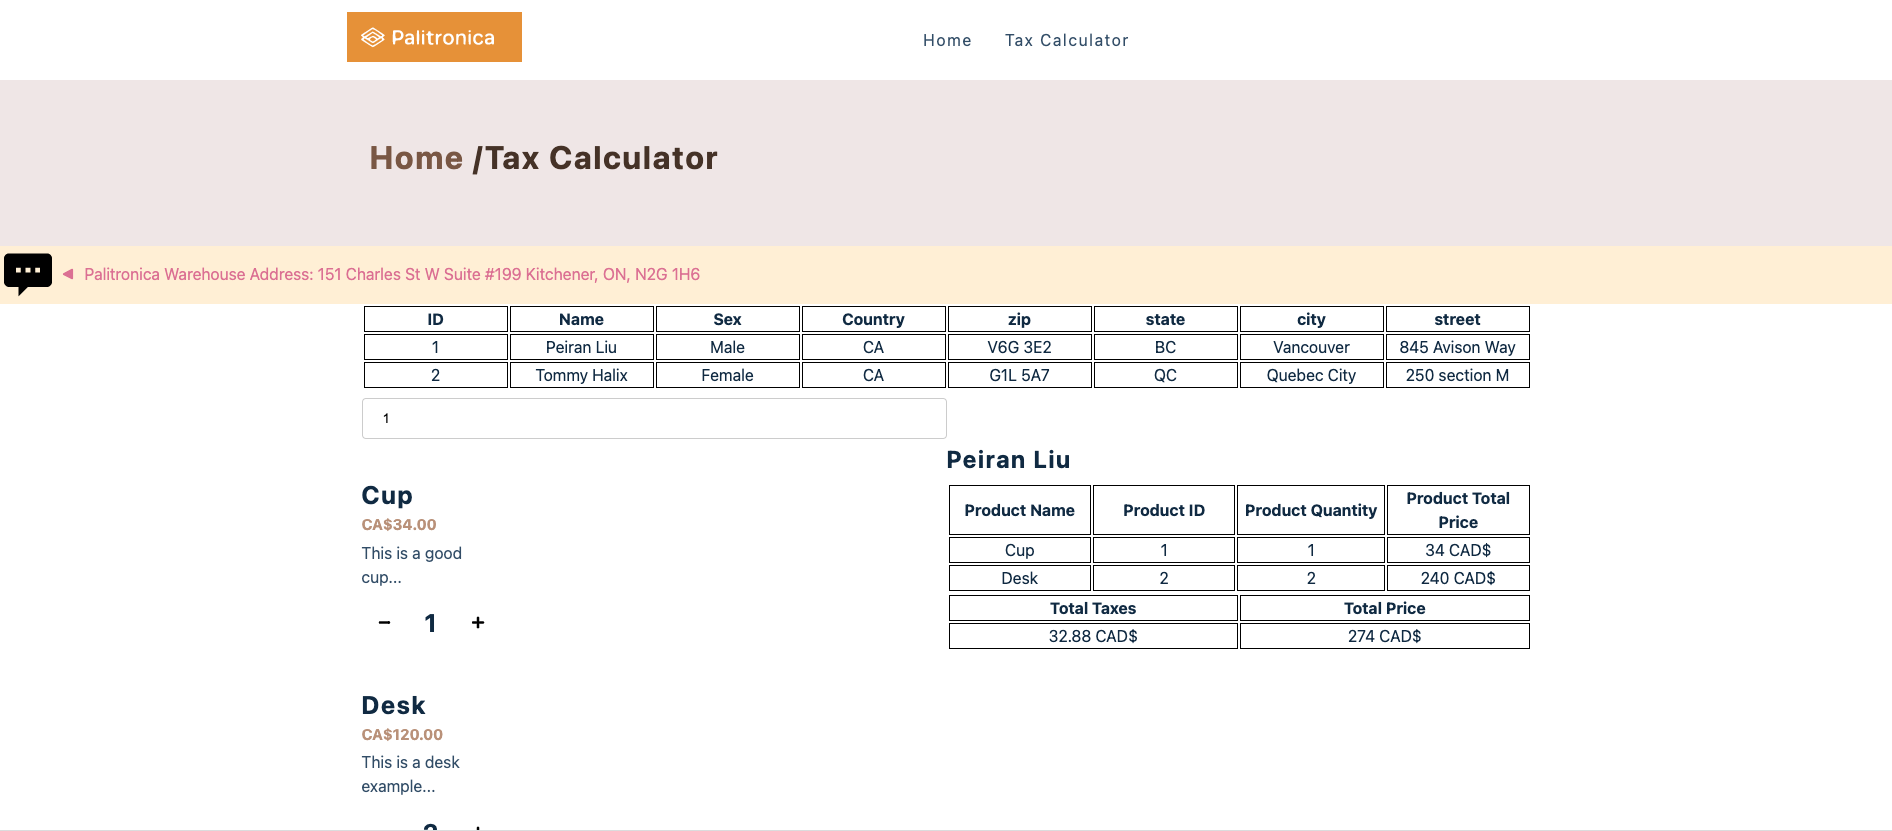 Palitronica
Home Tax Calculator
Home /Tax Calculator
Palitronica Warehouse Address: 151 Charles St W Suite #199 Kitchener, ON, N2G 1H6
ID Name Sex Country zip state city street
1 Peiran Liu Male CA V6G 3E2 BC Vancouver 845 Avison Way
2 Tommy Halix Female CA G1L 5A7 QC Quebec City 250 section M
1
Peiran Liu
Cup
CA$34.00
This is a good
cup...
− 1 +
Product Name Product ID Product Quantity Product Total
Price
Cup 1 1 34 CAD$
Desk 2 2 240 CAD$
Total Taxes Total Price
32.88 CAD$ 274 CAD$
Desk
CA$120.00
This is a desk
example...